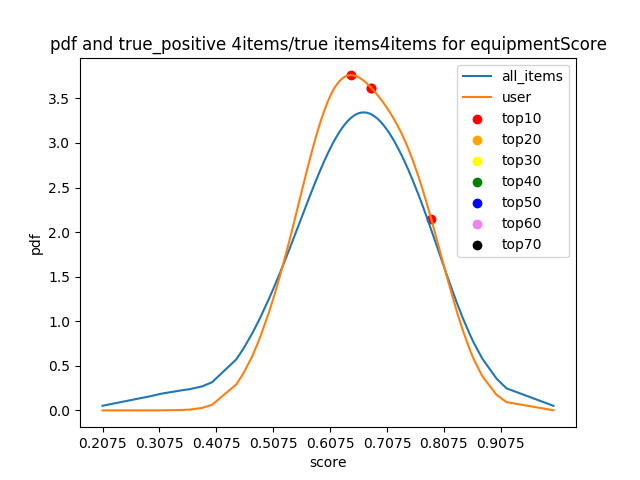 pdf and true_positive 4items/true items4items for equipmentScore
all_items
user
top10
top20
top30
top40
top50
top60
top70
pdf
3.5
3.0
2.5
2.0
1.5
1.0
0.5
0.0
0.2075 0.3075 0.4075 0.5075 0.6075 0.7075 0.8075 0.9075
score